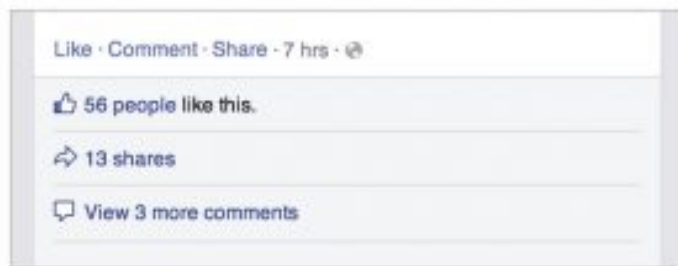 Like · Comment · Share · 7 hrs ·
56 people like this.
13 shares
View 3 more comments